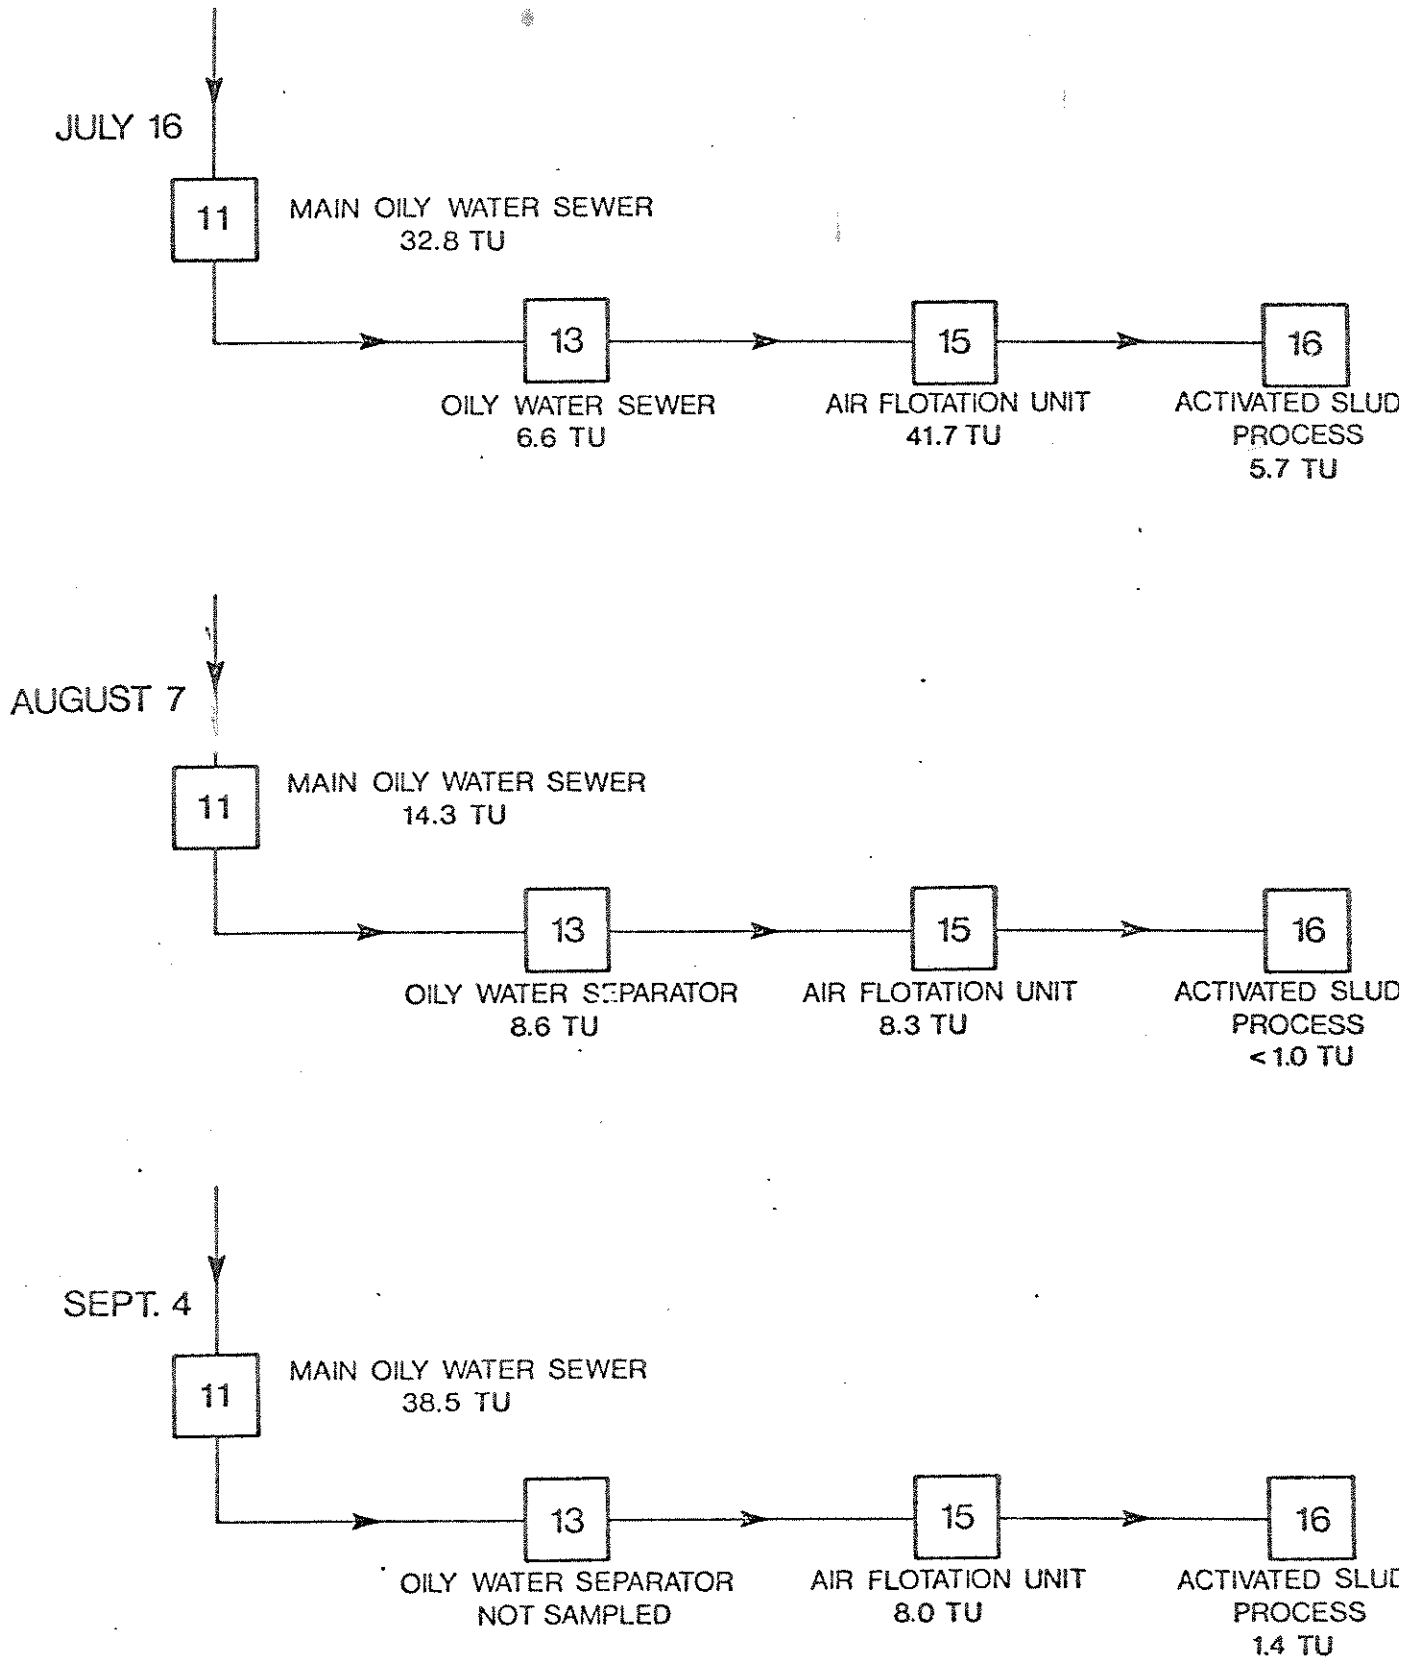 JULY 16
11
MAIN OILY WATER SEWER
32.8 TU
13
15
16
OILY WATER SEWER
6.6 TU
AIR FLOTATION UNIT
41.7 TU
ACTIVATED SLUD
PROCESS
5.7 TU
AUGUST 7
11
MAIN OILY WATER SEWER
14.3 TU
13
15
16
OILY WATER SEPARATOR
8.6 TU
AIR FLOTATION UNIT
8.3 TU
ACTIVATED SLUD
PROCESS
<1.0 TU
SEPT. 4
11
MAIN OILY WATER SEWER
38.5 TU
13
15
16
OILY WATER SEPARATOR
NOT SAMPLED
AIR FLOTATION UNIT
8.0 TU
ACTIVATED SLUD
PROCESS
1.4 TU